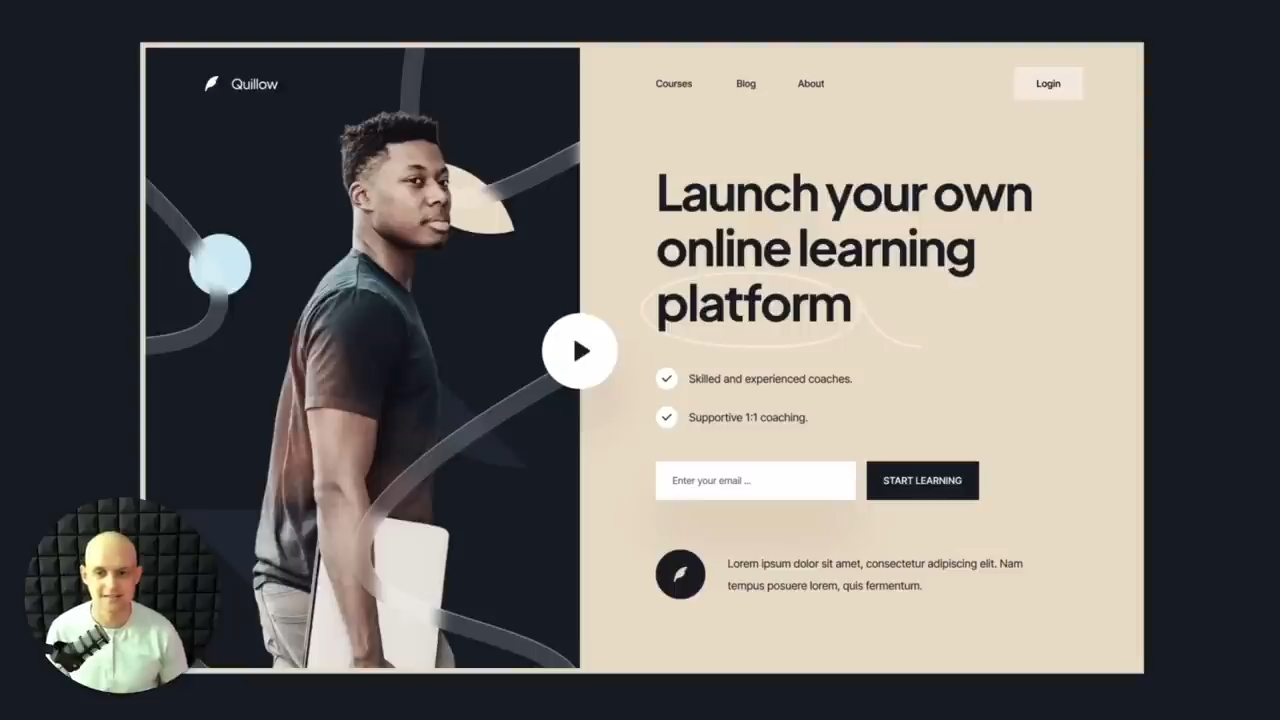 Quillow
Courses
Blog
About
Login
Launch your own
online learning
platform
Skilled and experienced coaches.
Supportive 1:1 coaching.
Enter your email ...
START LEARNING
Lorem ipsum dolor sit amet, consectetur adipiscing elit. Nam
tempus posuere lorem, quis fermentum.